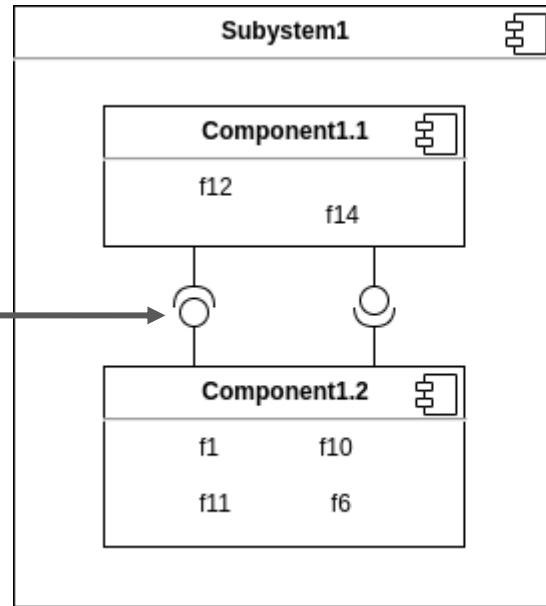 Subystem1
Component1.1
f12
f14
Component1.2
f1 f10
f11 f6